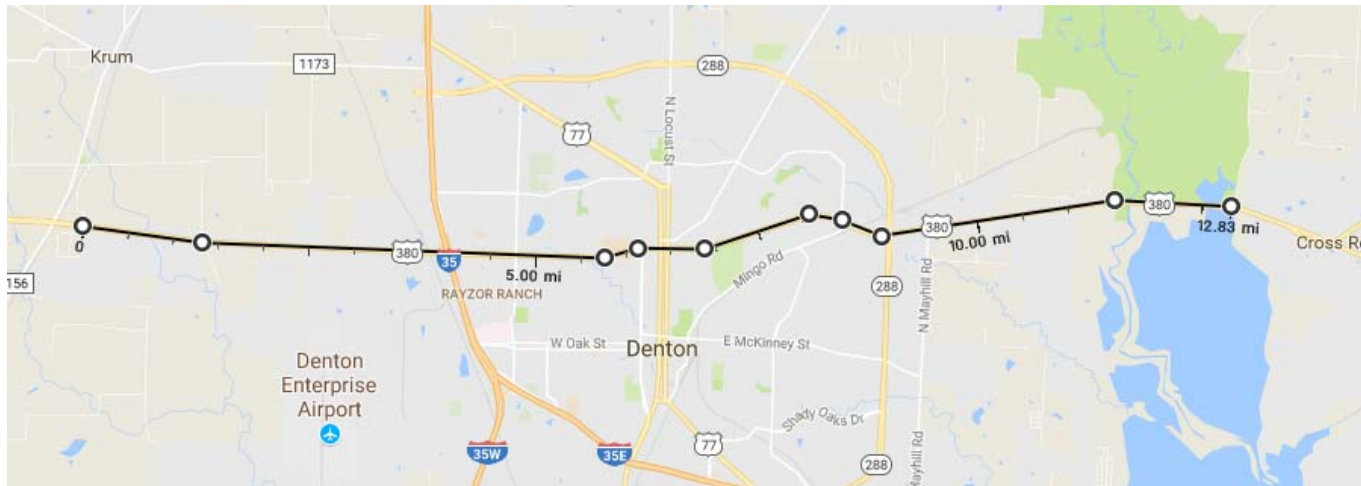 Krum
1173
288
77
N Locust St
0
380
35
5.00 mi
RAYZOR RANCH
Mingo Rd
380
10.00 mi
380
12.83 mi
Cross Ro
156
288
N Mayhill Rd
W Oak St
Denton
E McKinney St
Denton
Enterprise
Airport
Shady Oaks Dr
35W
35E
77
288
N Mayhill Rd